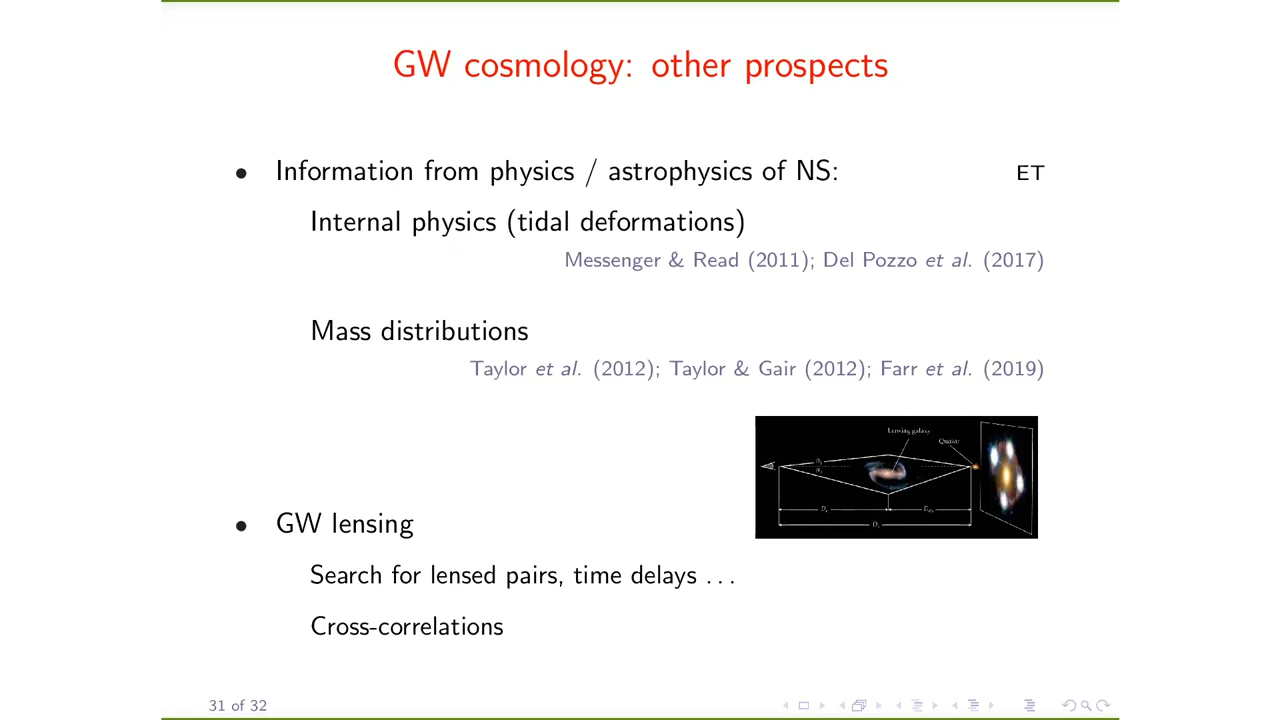 GW cosmology: other prospects
• Information from physics / astrophysics of NS: ET
Internal physics (tidal deformations)
Messenger & Read (2011); Del Pozzo et al. (2017)
Mass distributions
Taylor et al. (2012); Taylor & Gair (2012); Farr et al. (2019)
Lensing galaxy
Quasar
• GW lensing
Search for lensed pairs, time delays ...
Cross-correlations
31 of 32